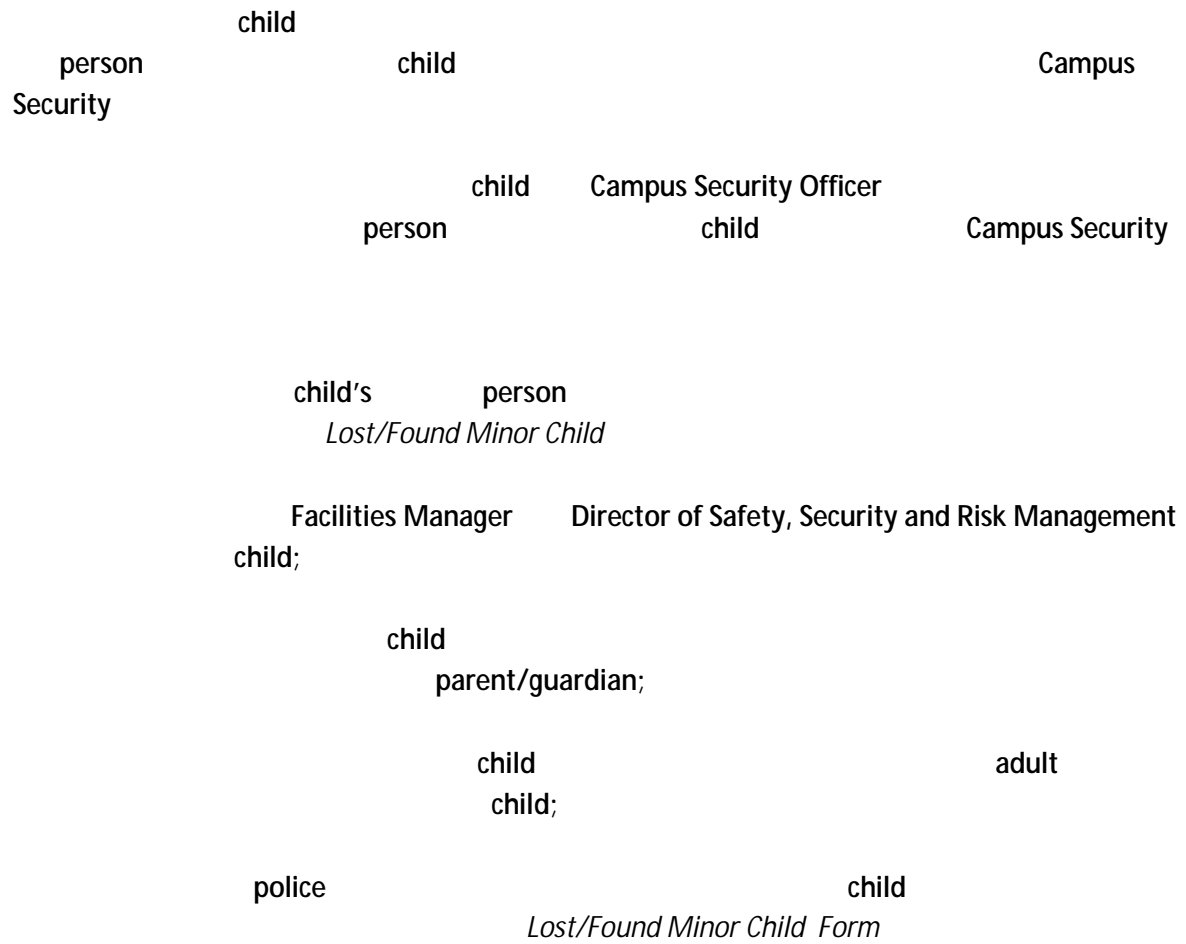 child
person child Campus
Security
child Campus Security Officer
person child Campus Security
child's person
Lost/Found Minor Child
Facilities Manager Director of Safety, Security and Risk Management
child;
child
parent/guardian;
child adult
child;
police child
Lost/Found Minor Child Form